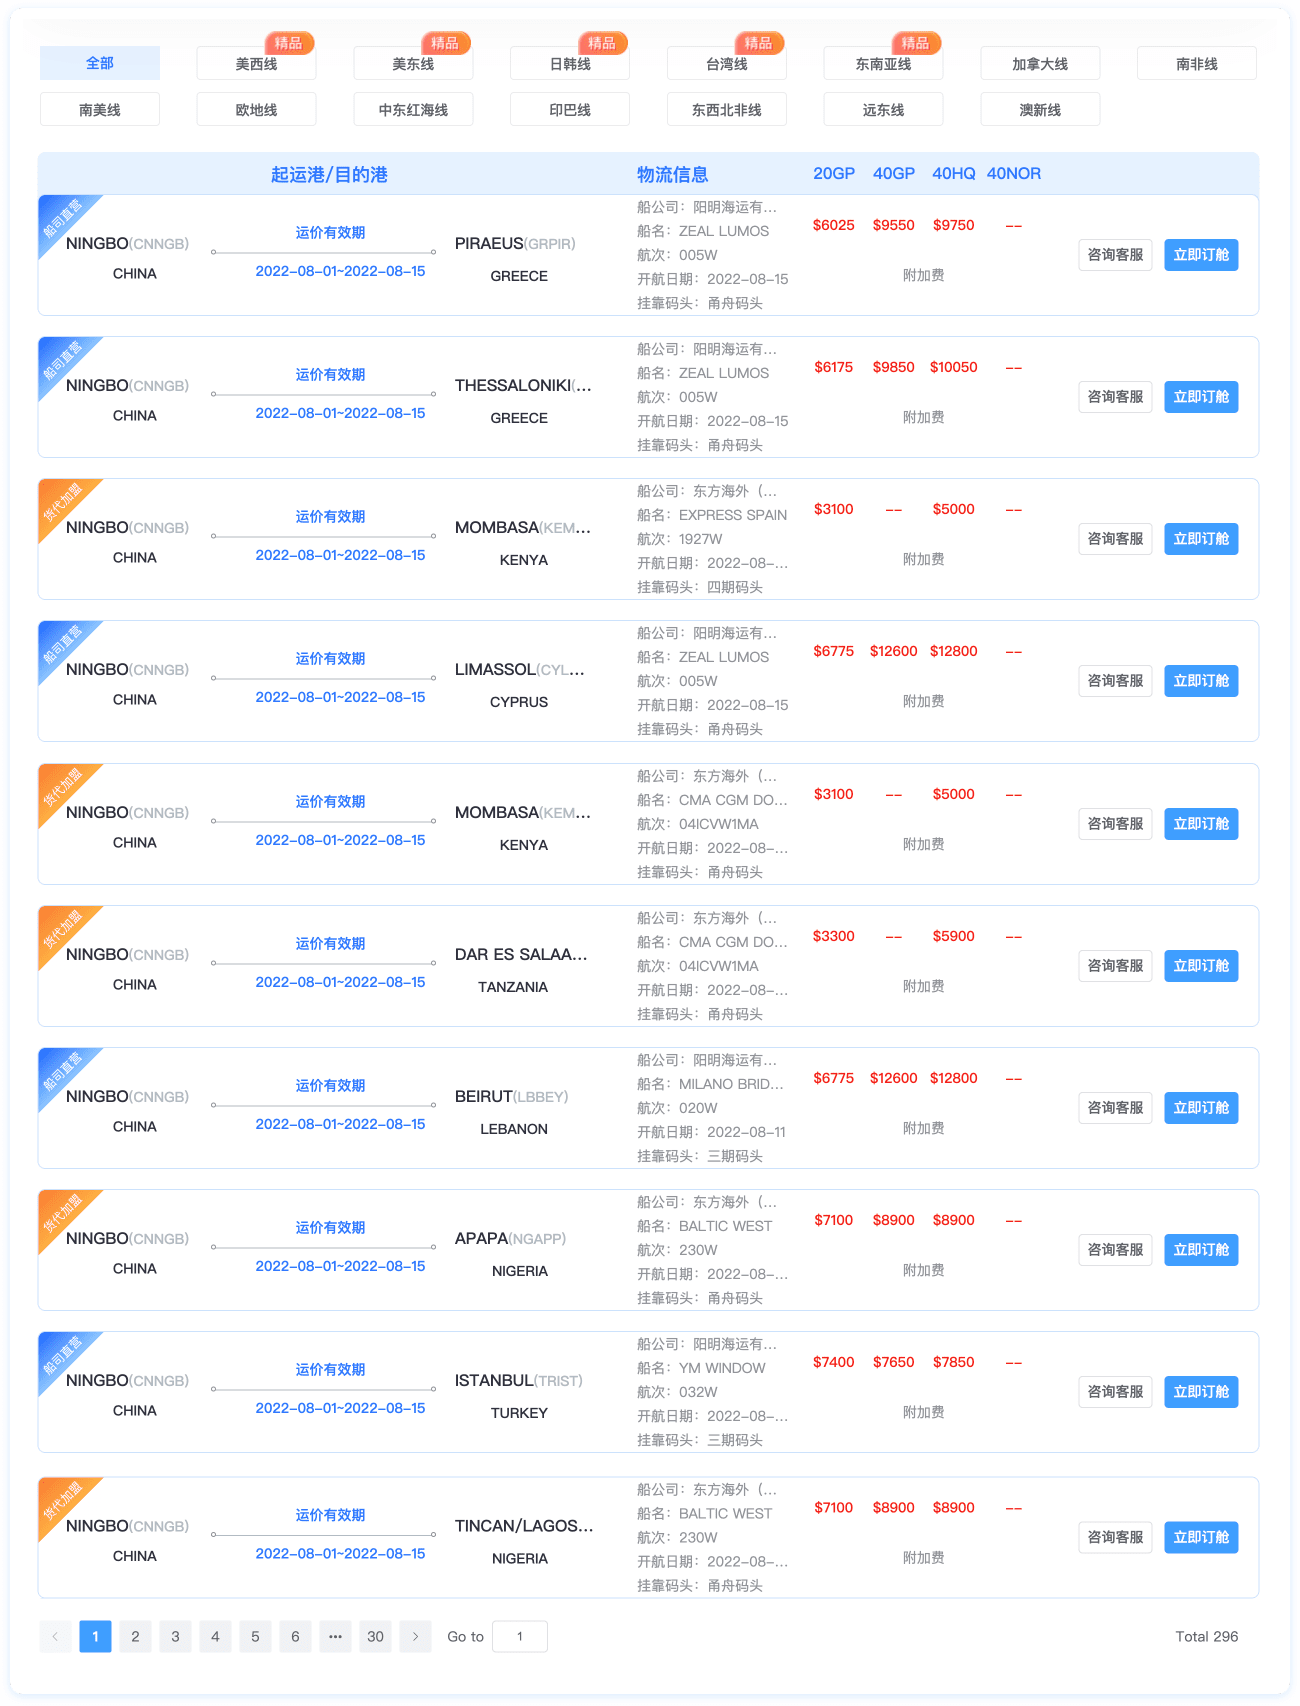 全部
美西线 精品
美东线 精品
日韩线 精品
台湾线 精品
东南亚线 精品
加拿大线
南非线
南美线
欧地线
中东红海线
印巴线
东西北非线
远东线
澳新线
起运港/目的港 物流信息 20GP 40GP 40HQ 40NOR
船司直营
NINGBO(CNNGB)
CHINA
运价有效期
2022-08-01~2022-08-15
PIRAEUS(GRPIR)
GREECE
船公司：阳明海运有...
船名：ZEAL LUMOS
航次：005W
开航日期：2022-08-15
挂靠码头：甬舟码头
$6025 $9550 $9750 --
附加费
咨询客服 立即订舱
船司直营
NINGBO(CNNGB)
CHINA
运价有效期
2022-08-01~2022-08-15
THESSALONIKI(...
GREECE
船公司：阳明海运有...
船名：ZEAL LUMOS
航次：005W
开航日期：2022-08-15
挂靠码头：甬舟码头
$6175 $9850 $10050 --
附加费
咨询客服 立即订舱
货代加盟
NINGBO(CNNGB)
CHINA
运价有效期
2022-08-01~2022-08-15
MOMBASA(KEM...
KENYA
船公司：东方海外（...
船名：EXPRESS SPAIN
航次：1927W
开航日期：2022-08-...
挂靠码头：四期码头
$3100 -- $5000 --
附加费
咨询客服 立即订舱
船司直营
NINGBO(CNNGB)
CHINA
运价有效期
2022-08-01~2022-08-15
LIMASSOL(CYL...
CYPRUS
船公司：阳明海运有...
船名：ZEAL LUMOS
航次：005W
开航日期：2022-08-15
挂靠码头：甬舟码头
$6775 $12600 $12800 --
附加费
咨询客服 立即订舱
货代加盟
NINGBO(CNNGB)
CHINA
运价有效期
2022-08-01~2022-08-15
MOMBASA(KEM...
KENYA
船公司：东方海外（...
船名：CMA CGM DO...
航次：04ICVW1MA
开航日期：2022-08-...
挂靠码头：甬舟码头
$3100 -- $5000 --
附加费
咨询客服 立即订舱
货代加盟
NINGBO(CNNGB)
CHINA
运价有效期
2022-08-01~2022-08-15
DAR ES SALAA...
TANZANIA
船公司：东方海外（...
船名：CMA CGM DO...
航次：04ICVW1MA
开航日期：2022-08-...
挂靠码头：甬舟码头
$3300 -- $5900 --
附加费
咨询客服 立即订舱
船司直营
NINGBO(CNNGB)
CHINA
运价有效期
2022-08-01~2022-08-15
BEIRUT(LBBEY)
LEBANON
船公司：阳明海运有...
船名：MILANO BRID...
航次：020W
开航日期：2022-08-11
挂靠码头：三期码头
$6775 $12600 $12800 --
附加费
咨询客服 立即订舱
货代加盟
NINGBO(CNNGB)
CHINA
运价有效期
2022-08-01~2022-08-15
APAPA(NGAPP)
NIGERIA
船公司：东方海外（...
船名：BALTIC WEST
航次：230W
开航日期：2022-08-...
挂靠码头：甬舟码头
$7100 $8900 $8900 --
附加费
咨询客服 立即订舱
船司直营
NINGBO(CNNGB)
CHINA
运价有效期
2022-08-01~2022-08-15
ISTANBUL(TRIST)
TURKEY
船公司：阳明海运有...
船名：YM WINDOW
航次：032W
开航日期：2022-08-...
挂靠码头：三期码头
$7400 $7650 $7850 --
附加费
咨询客服 立即订舱
货代加盟
NINGBO(CNNGB)
CHINA
运价有效期
2022-08-01~2022-08-15
TINCAN/LAGOS...
NIGERIA
船公司：东方海外（...
船名：BALTIC WEST
航次：230W
开航日期：2022-08-...
挂靠码头：甬舟码头
$7100 $8900 $8900 --
附加费
咨询客服 立即订舱
< 1 2 3 4 5 6 ... 30 > Go to 1 Total 296